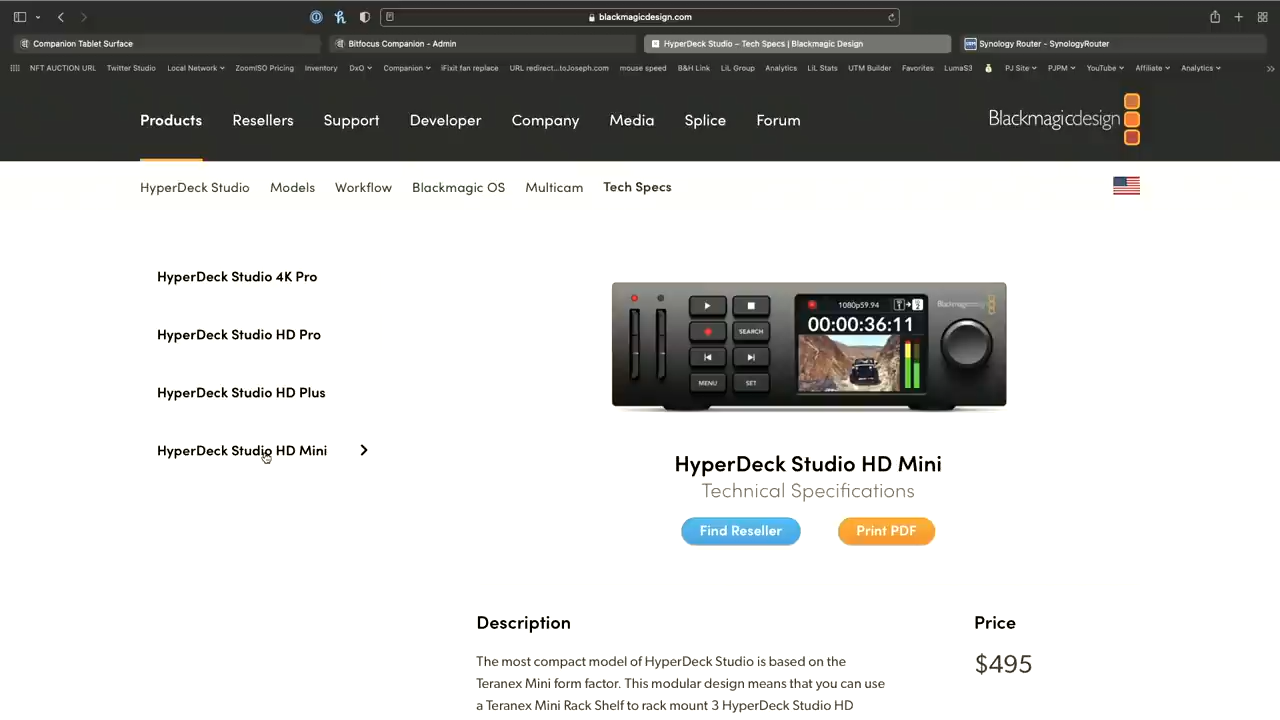 blackmagicdesign.com
Companion Tablet Surface
Bitfocus Companion - Admin
HyperDeck Studio – Tech Specs | Blackmagic Design
Synology Router - SynologyRouter
NFT AUCTION URL
Twitter Studio
Local Network
ZoomISO Pricing
Inventory
DxO
Companion
iFixit fan replace
URL redirect...toJoseph.com
mouse speed
B&H Link
LiL Group
Analytics
LiL Stats
UTM Builder
Favorites
LumaS3
PJ Site
PJPM
YouTube
Affiliate
Analytics
Products
Resellers
Support
Developer
Company
Media
Splice
Forum
Blackmagicdesign
HyperDeck Studio
Models
Workflow
Blackmagic OS
Multicam
Tech Specs
HyperDeck Studio 4K Pro
HyperDeck Studio HD Pro
HyperDeck Studio HD Plus
HyperDeck Studio HD Mini
1080p59.94
Blackmagicdesign
00:00:36:11
SEARCH
MENU
SET
HyperDeck Studio HD Mini
Technical Specifications
Find Reseller
Print PDF
Description
Price
$495
The most compact model of HyperDeck Studio is based on the
Teranex Mini form factor. This modular design means that you can use
a Teranex Mini Rack Shelf to rack mount 3 HyperDeck Studio HD